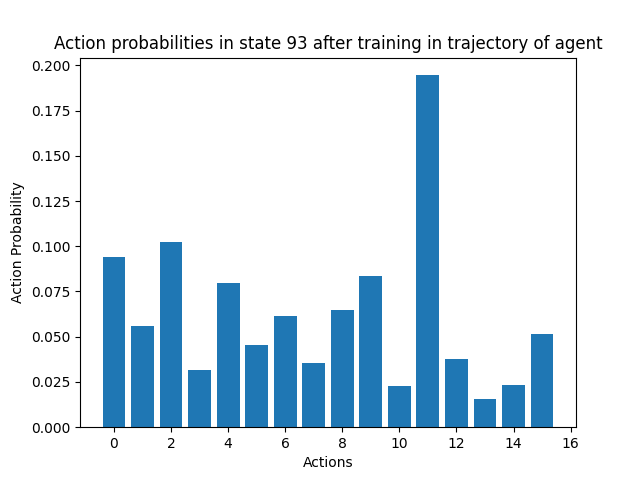 Action probabilities in state 93 after training in trajectory of agent
0.200
0.175
0.150
0.125
0.100
0.075
0.050
0.025
0.000
Action Probability
0 2 4 6 8 10 12 14 16
Actions